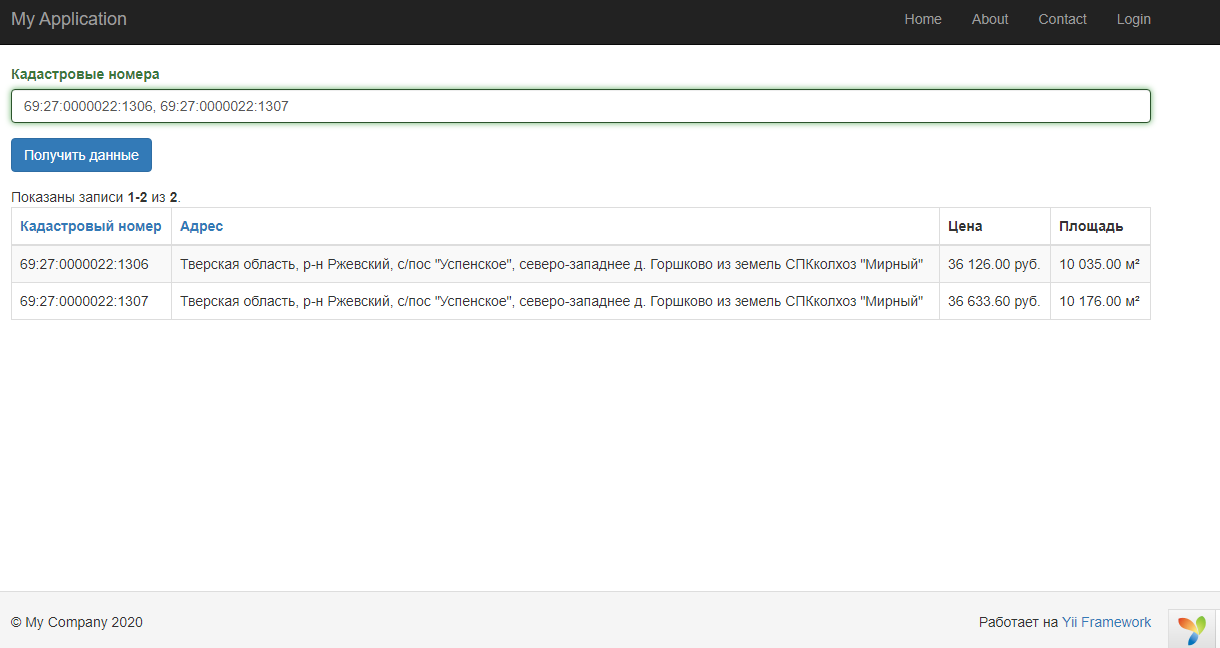 My Application Home About Contact Login
Кадастровые номера
69:27:0000022:1306, 69:27:0000022:1307
Получить данные
Показаны записи 1-2 из 2.
Кадастровый номер Адрес Цена Площадь
69:27:0000022:1306 Тверская область, р-н Ржевский, с/пос "Успенское", северо-западнее д. Горшково из земель СПКколхоз "Мирный" 36 126.00 руб. 10 035.00 м²
69:27:0000022:1307 Тверская область, р-н Ржевский, с/пос "Успенское", северо-западнее д. Горшково из земель СПКколхоз "Мирный" 36 633.60 руб. 10 176.00 м²
© My Company 2020 Работает на Yii Framework